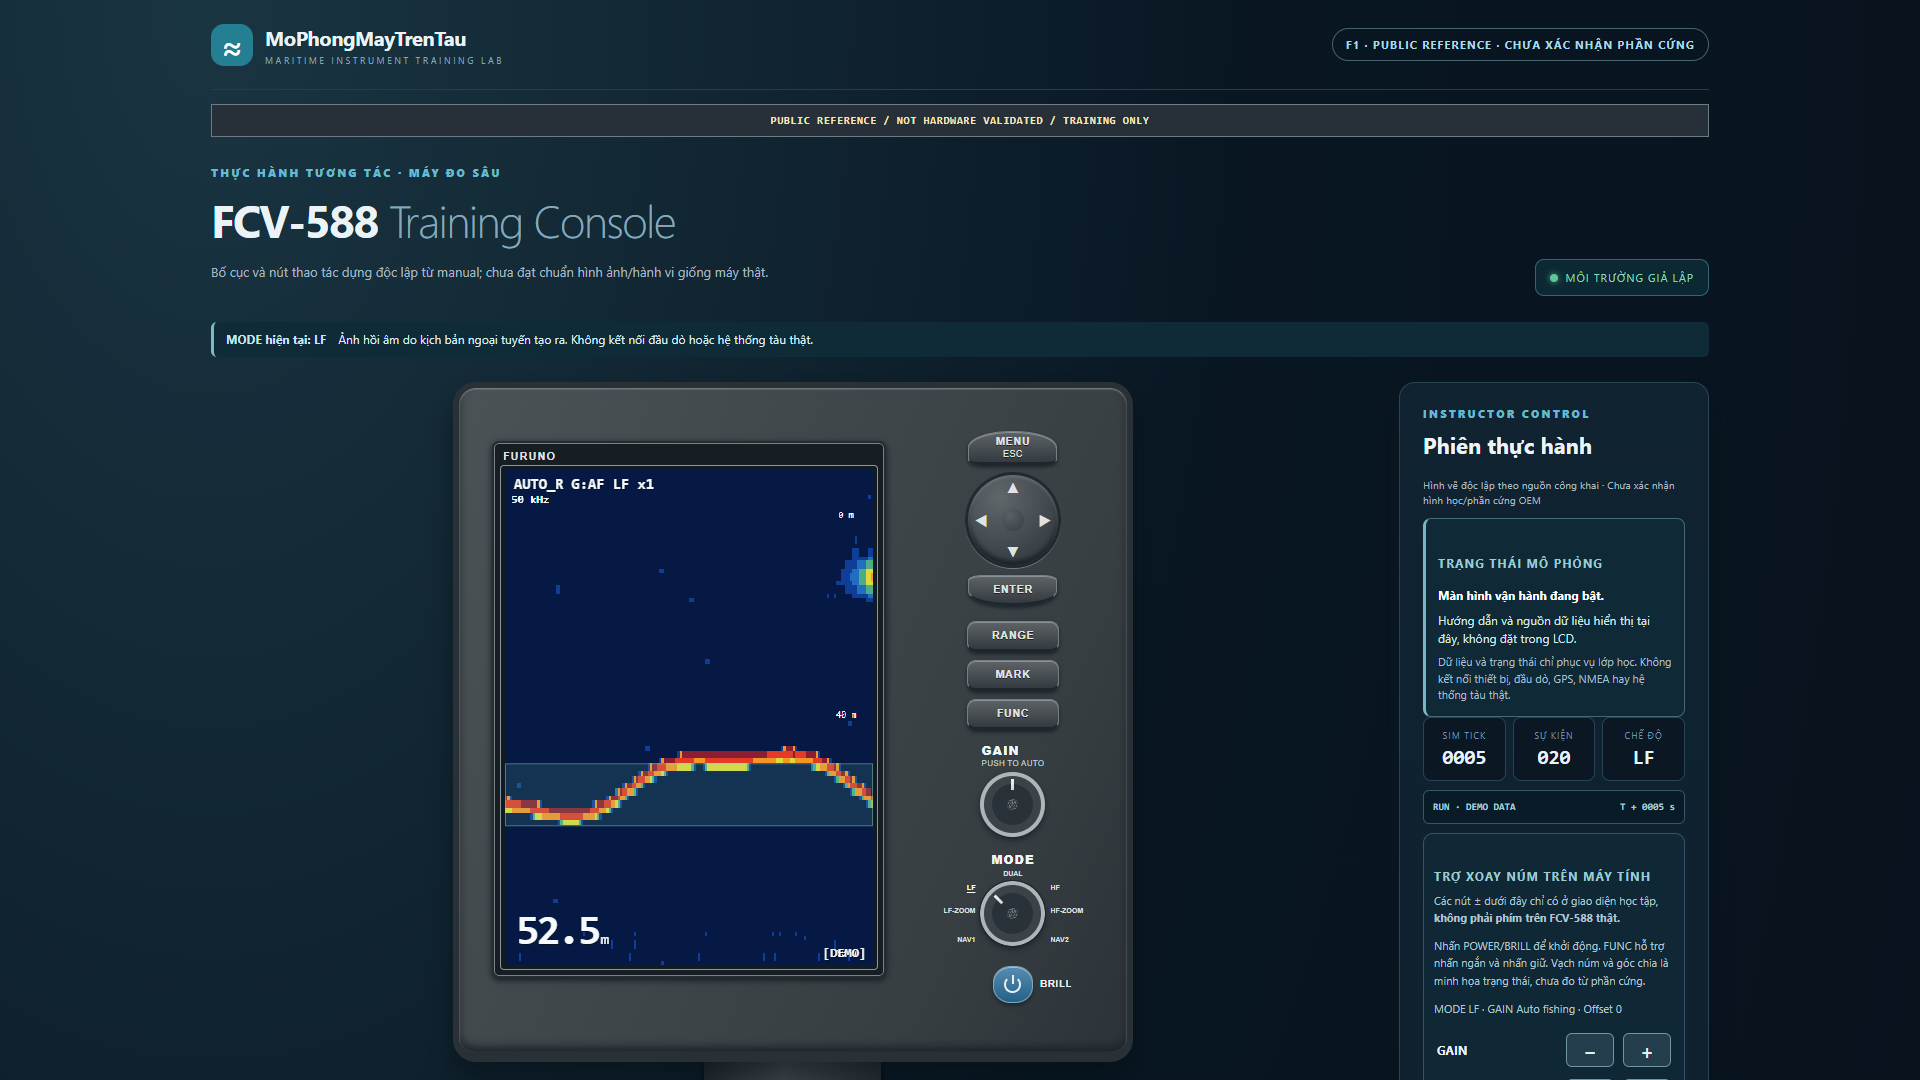 ≈
MoPhongMayTrenTau
MARITIME INSTRUMENT TRAINING LAB
F1 · PUBLIC REFERENCE · CHƯA XÁC NHẬN PHẦN CỨNG
PUBLIC REFERENCE / NOT HARDWARE VALIDATED / TRAINING ONLY
THỰC HÀNH TƯƠNG TÁC · MÁY ĐO SÂU
FCV-588 Training Console
Bố cục và nút thao tác dựng độc lập từ manual; chưa đạt chuẩn hình ảnh/hành vi giống máy thật.
MÔI TRƯỜNG GIẢ LẬP
MODE hiện tại: LF Ảnh hồi âm do kịch bản ngoại tuyến tạo ra. Không kết nối đầu dò hoặc hệ thống tàu thật.
FURUNO
AUTO_R G:AF LF x1
50 kHz
0 m
40 m
52.5m
[DEMO]
MENU
ESC
▲
◀ ▶
▼
ENTER
RANGE
MARK
FUNC
GAIN
PUSH TO AUTO
MODE
DUAL
LF HF
LF-ZOOM HF-ZOOM
NAV1 NAV2
BRILL
INSTRUCTOR CONTROL
Phiên thực hành
Hình vẽ độc lập theo nguồn công khai · Chưa xác nhận
hình học/phần cứng OEM
TRẠNG THÁI MÔ PHỎNG
Màn hình vận hành đang bật.
Hướng dẫn và nguồn dữ liệu hiển thị tại
đây, không đặt trong LCD.
Dữ liệu và trạng thái chỉ phục vụ lớp học. Không
kết nối thiết bị, đầu dò, GPS, NMEA hay hệ
thống tàu thật.
SIM TICK
0005
SỰ KIỆN
020
CHẾ ĐỘ
LF
RUN · DEMO DATA T + 0005 s
TRỢ XOAY NÚM TRÊN MÁY TÍNH
Các nút ± dưới đây chỉ có ở giao diện học tập,
không phải phím trên FCV-588 thật.
Nhấn POWER/BRILL để khởi động. FUNC hỗ trợ
nhấn ngắn và nhấn giữ. Vạch núm và góc chia là
minh họa trạng thái, chưa đo từ phần cứng.
MODE LF · GAIN Auto fishing · Offset 0
GAIN − +